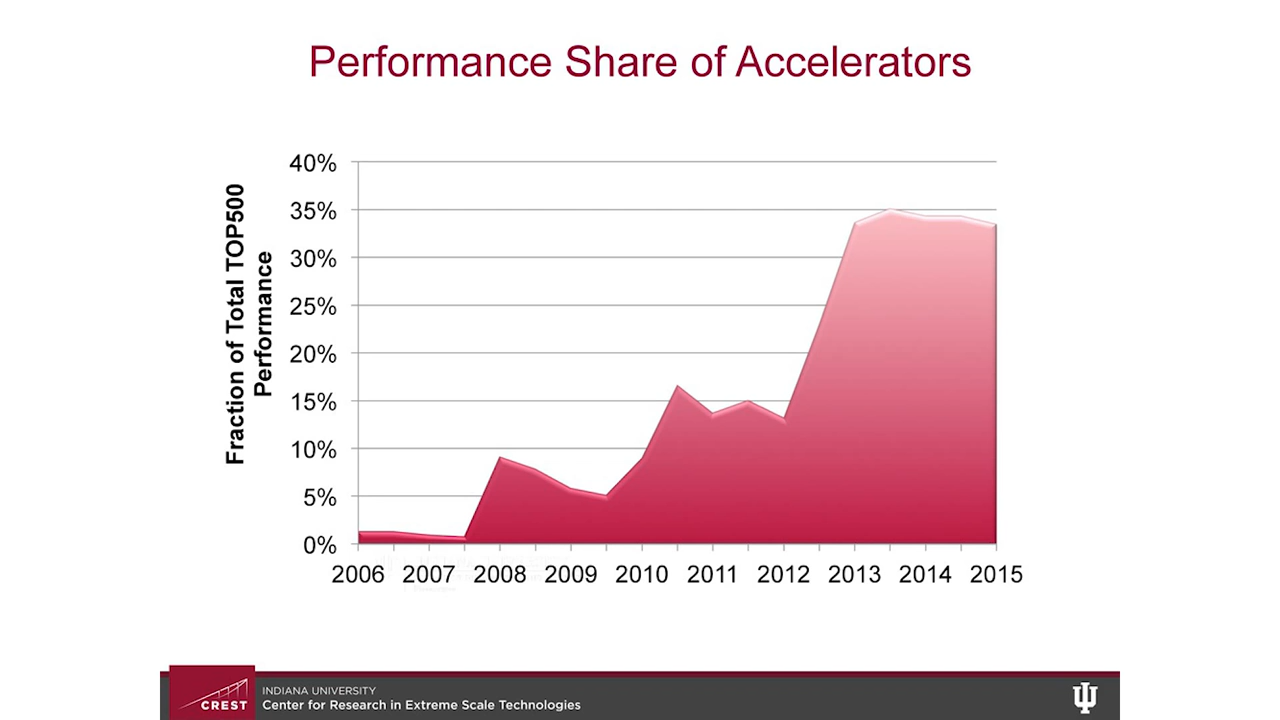 Performance Share of Accelerators
Fraction of Total TOP500
Performance
40%
35%
30%
25%
20%
15%
10%
5%
0%
2006 2007 2008 2009 2010 2011 2012 2013 2014 2015
CREST
INDIANA UNIVERSITY
Center for Research in Extreme Scale Technologies